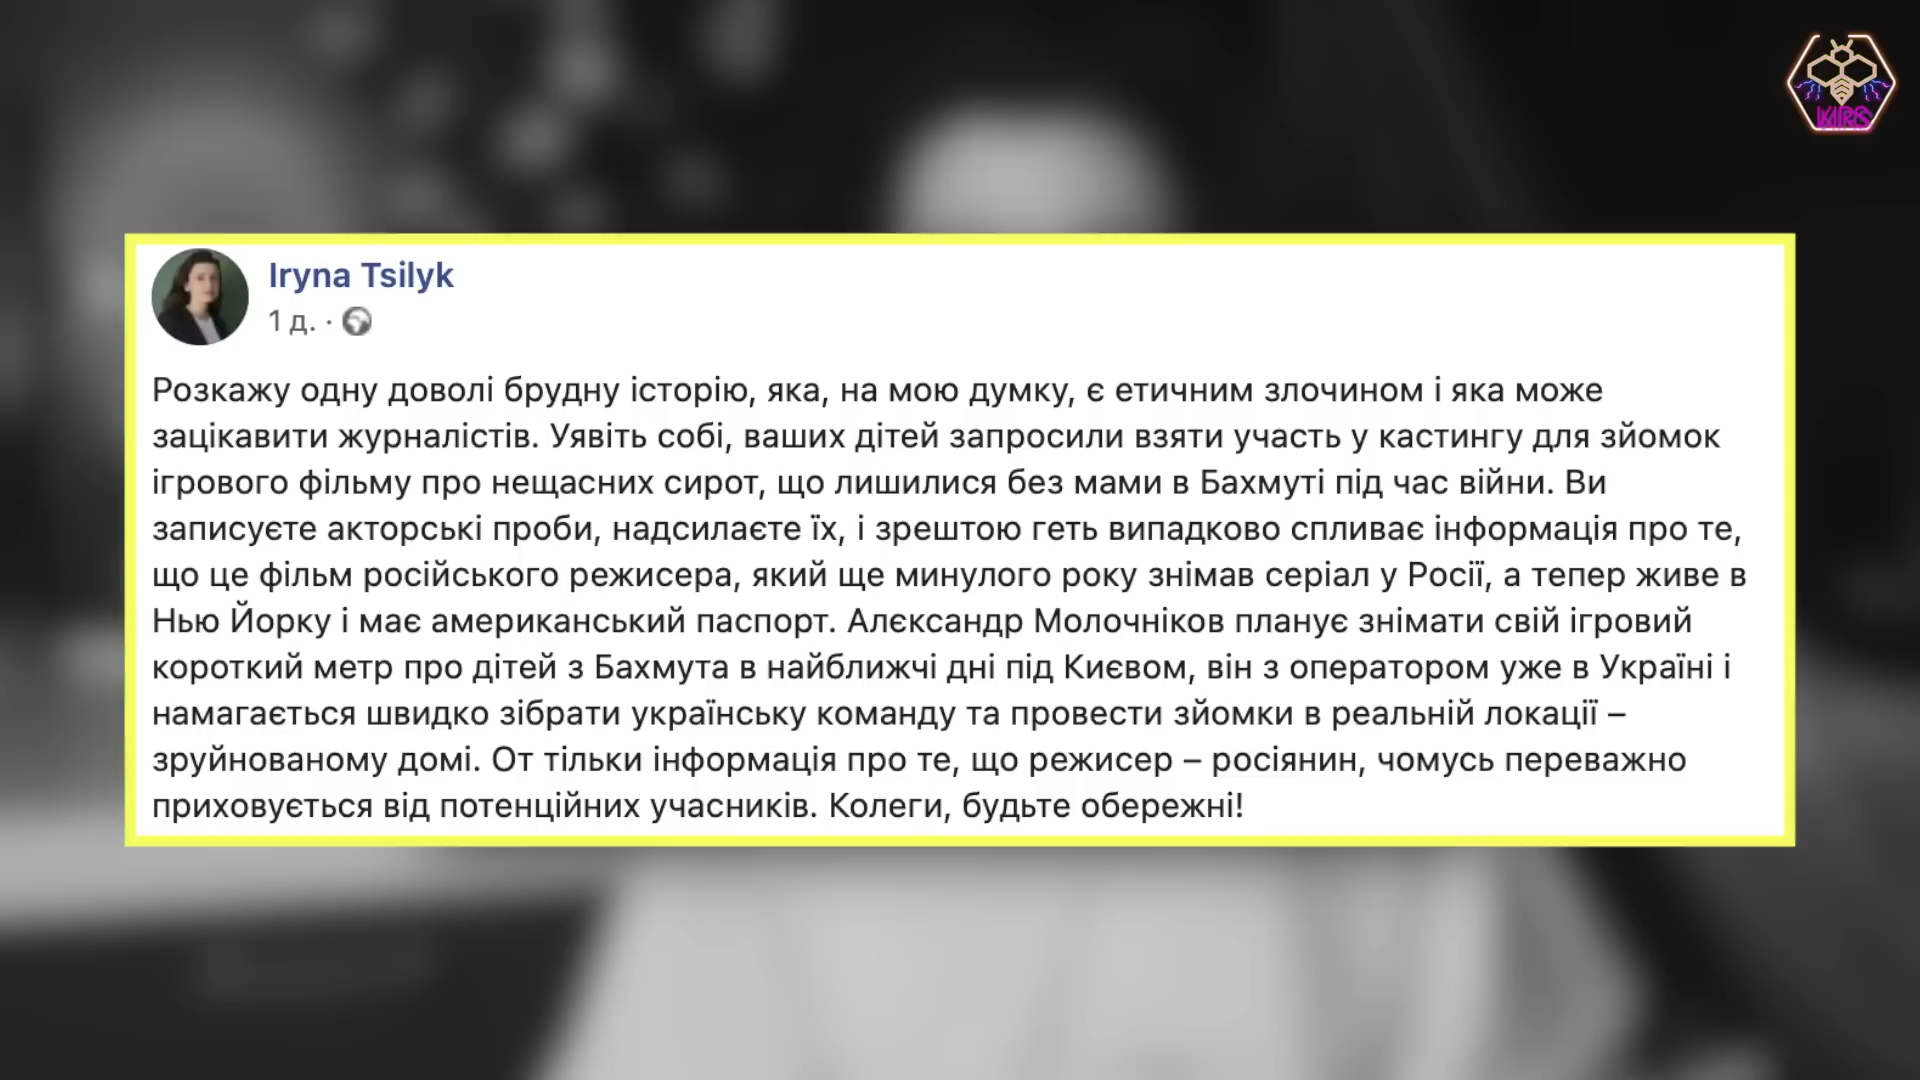 KIRS
Iryna Tsilyk
1 д. ·
Розкажу одну доволі брудну історію, яка, на мою думку, є етичним злочином і яка може
зацікавити журналістів. Уявіть собі, ваших дітей запросили взяти участь у кастингу для зйомок
ігрового фільму про нещасних сирот, що лишилися без мами в Бахмуті під час війни. Ви
записуєте акторські проби, надсилаєте їх, і зрештою геть випадково спливає інформація про те,
що це фільм російського режисера, який ще минулого року знімав серіал у Росії, а тепер живе в
Нью Йорку і має американський паспорт. Алєксандр Молочніков планує знімати свій ігровий
короткий метр про дітей з Бахмута в найближчі дні під Києвом, він з оператором уже в Україні і
намагається швидко зібрати українську команду та провести зйомки в реальній локації –
зруйнованому домі. От тільки інформація про те, що режисер – росіянин, чомусь переважно
приховується від потенційних учасників. Колеги, будьте обережні!